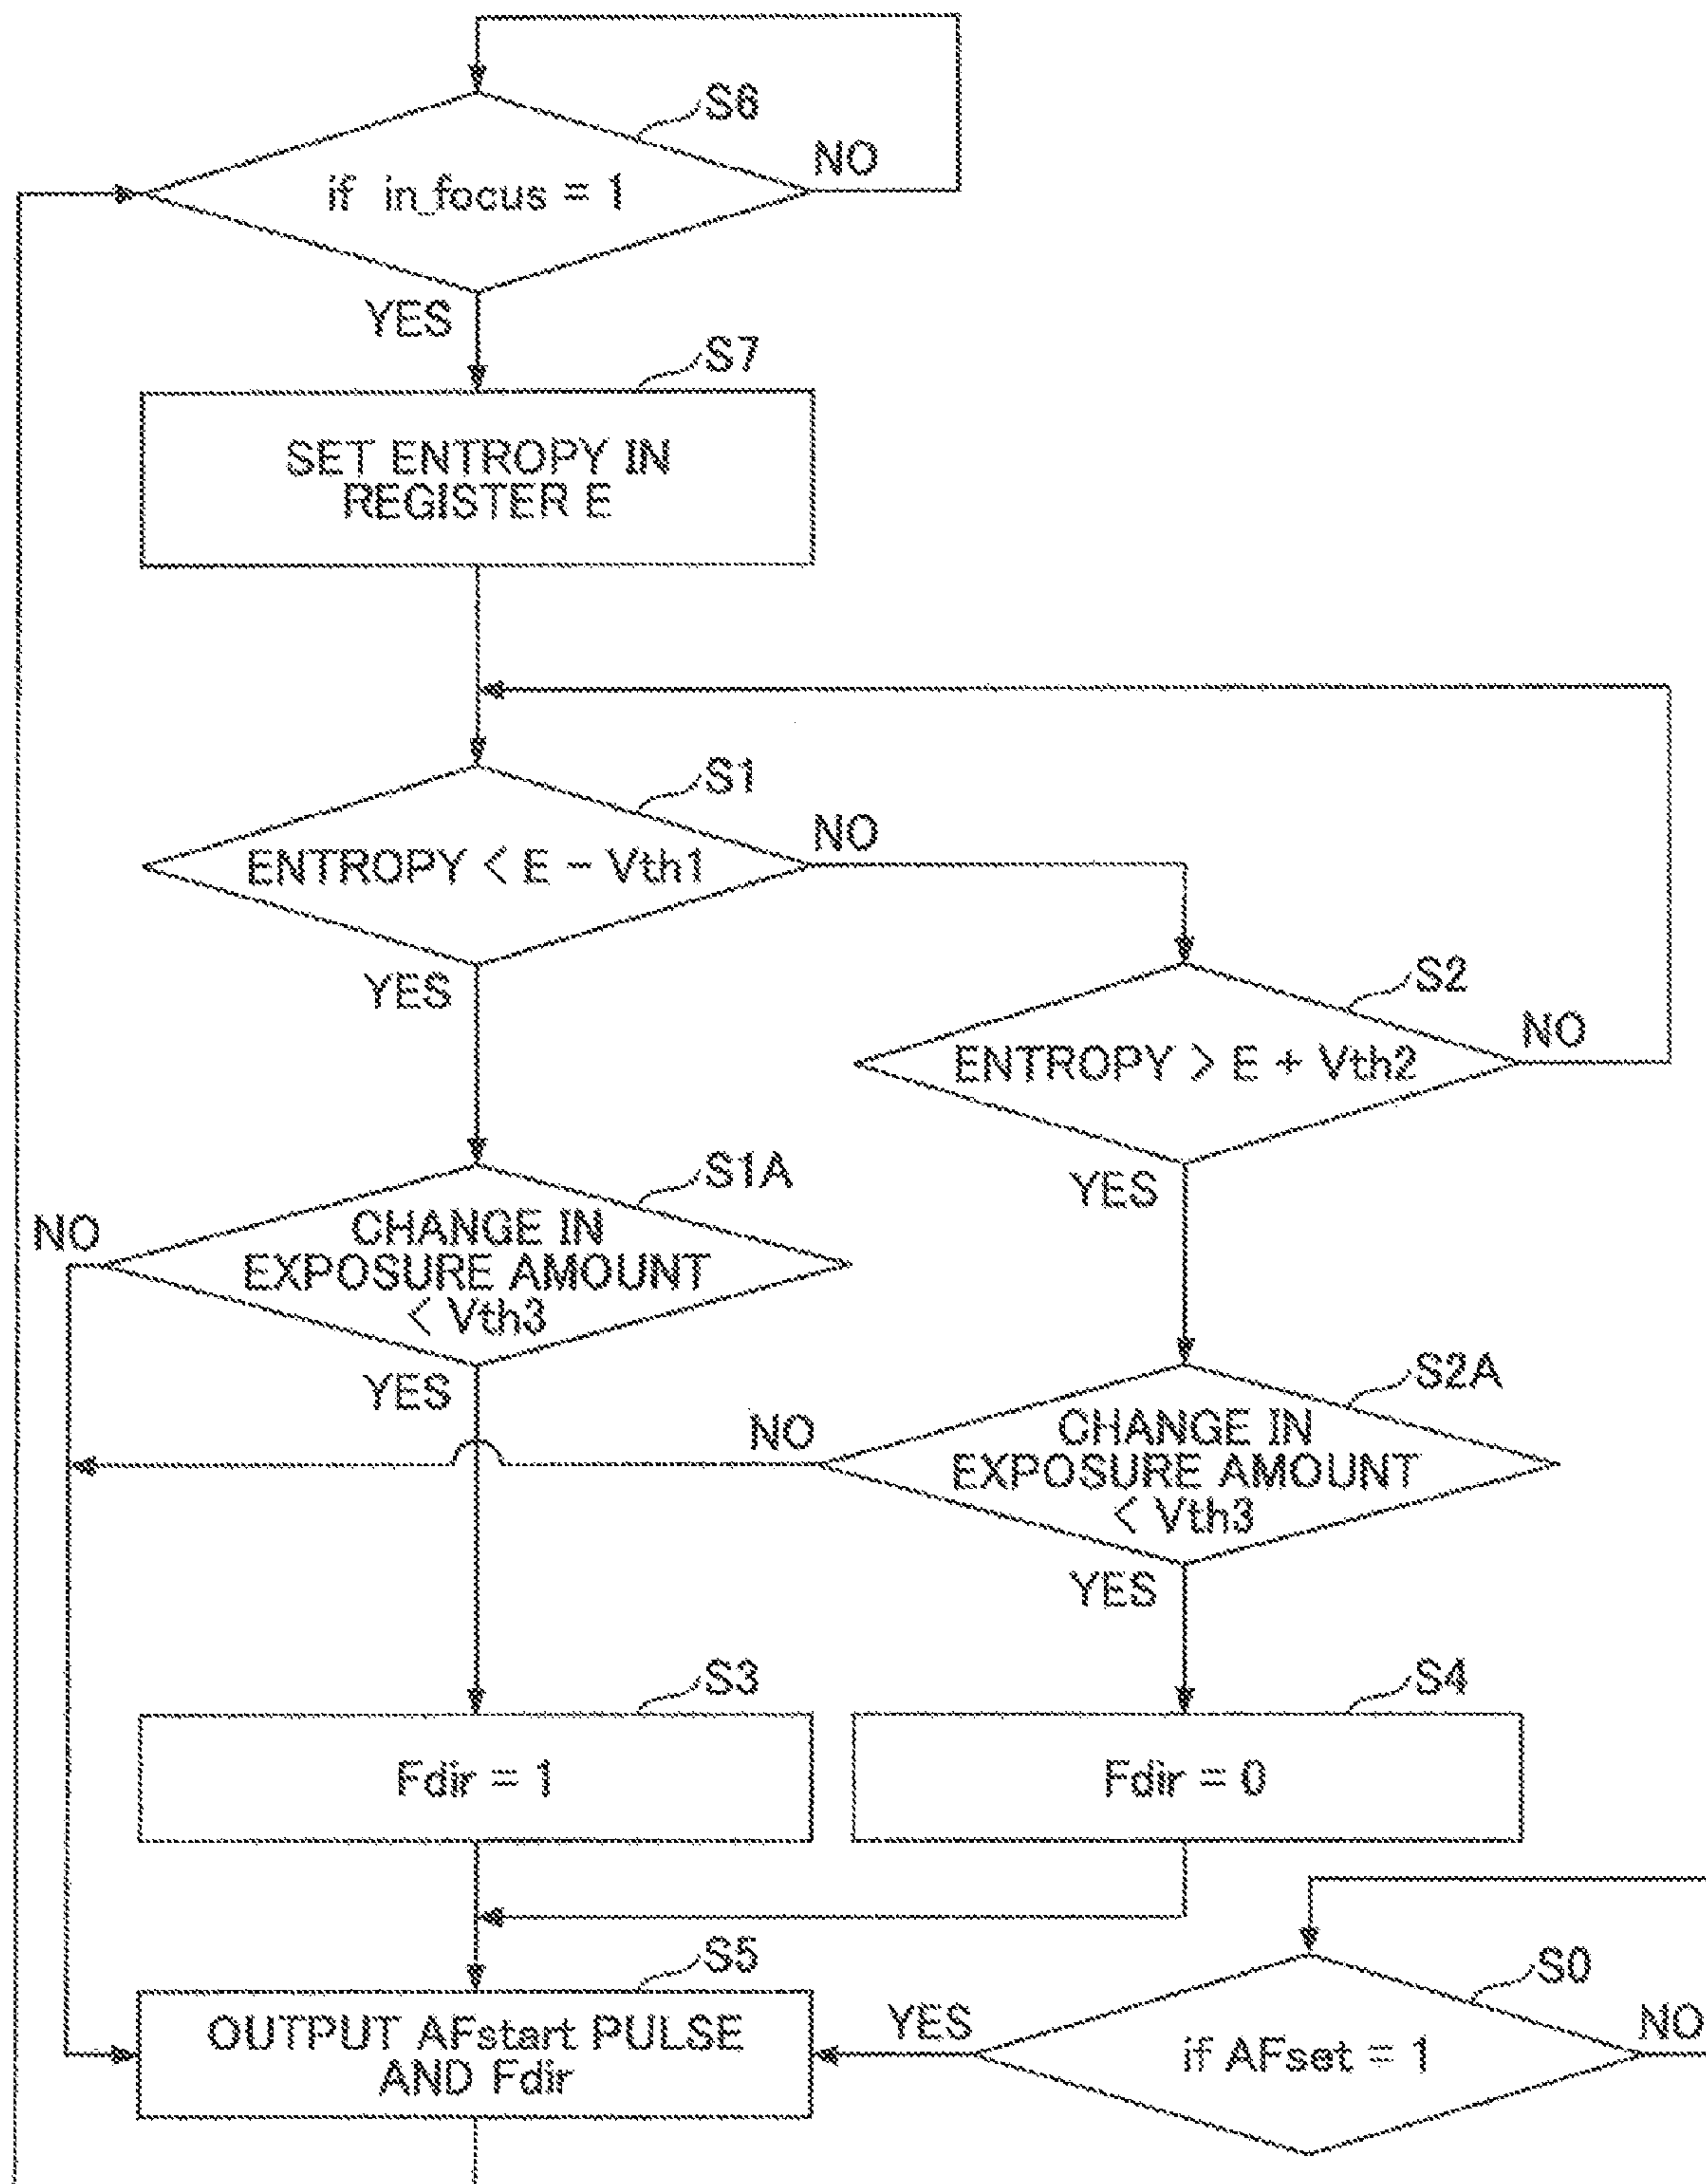 S6
NO
if in_focus = 1
YES
S7
SET ENTROPY IN
REGISTER E
S1
NO
ENTROPY < E − Vth1
YES
S2
NO
ENTROPY > E + Vth2
YES
S1A
NO
CHANGE IN
EXPOSURE AMOUNT
< Vth3
YES
S2A
NO
CHANGE IN
EXPOSURE AMOUNT
< Vth3
YES
S3
Fdir = 1
S4
Fdir = 0
S5
OUTPUT AFstart PULSE
AND Fdir
S0
YES
NO
if AFset = 1